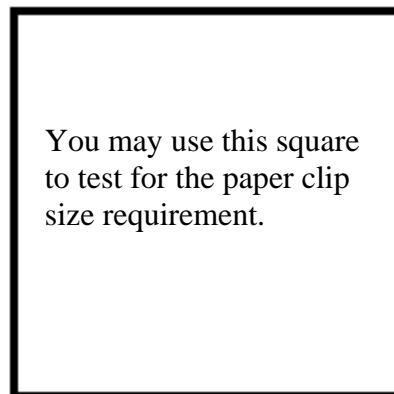 You may use this square
to test for the paper clip
size requirement.